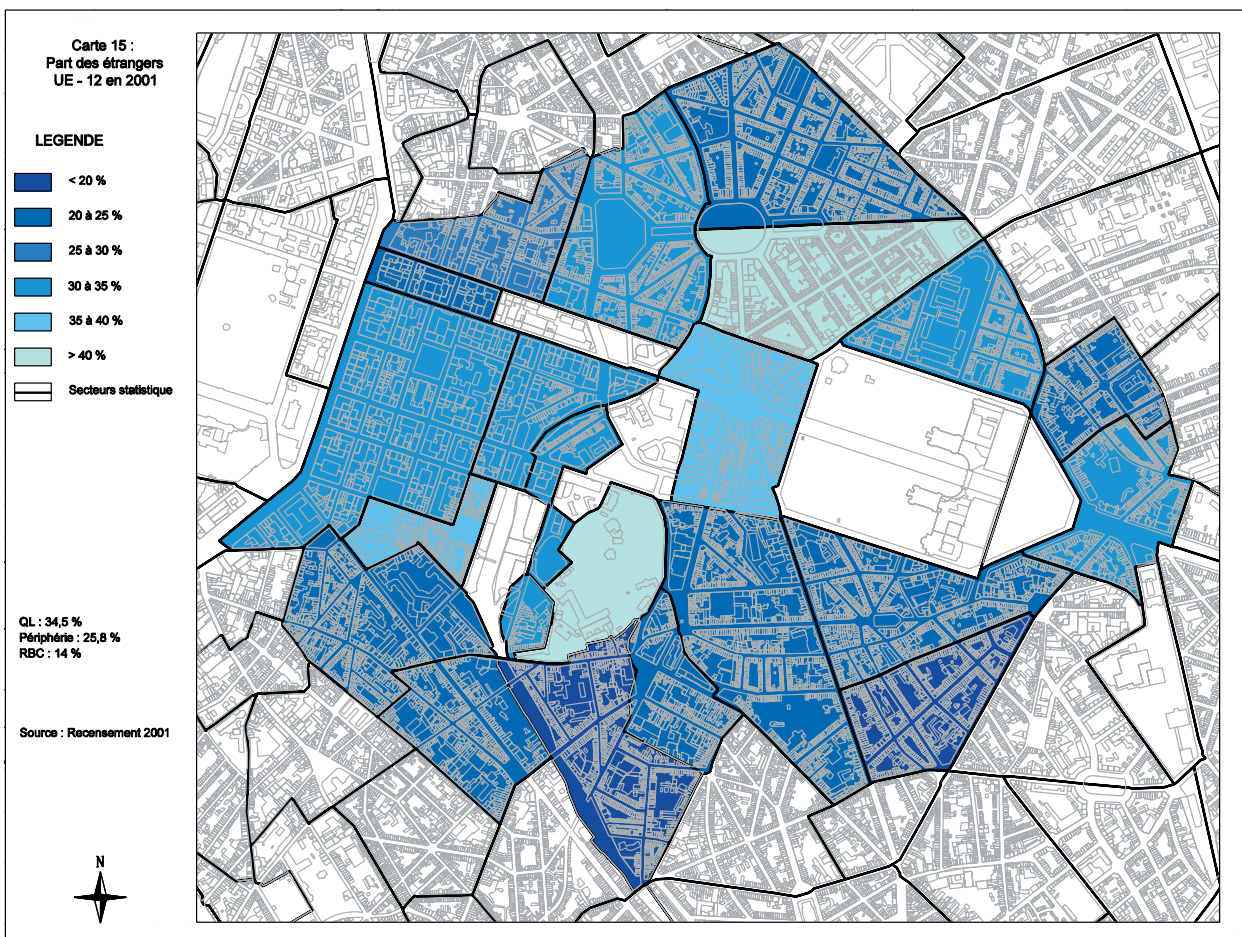 Carte 15 :
Part des étrangers
UE - 12 en 2001
LEGENDE
< 20 %
20 à 25 %
25 à 30 %
30 à 35 %
35 à 40 %
> 40 %
Secteurs statistique
QL : 34,5 %
Périphérie : 25,8 %
RBC : 14 %
Source : Recensement 2001
N